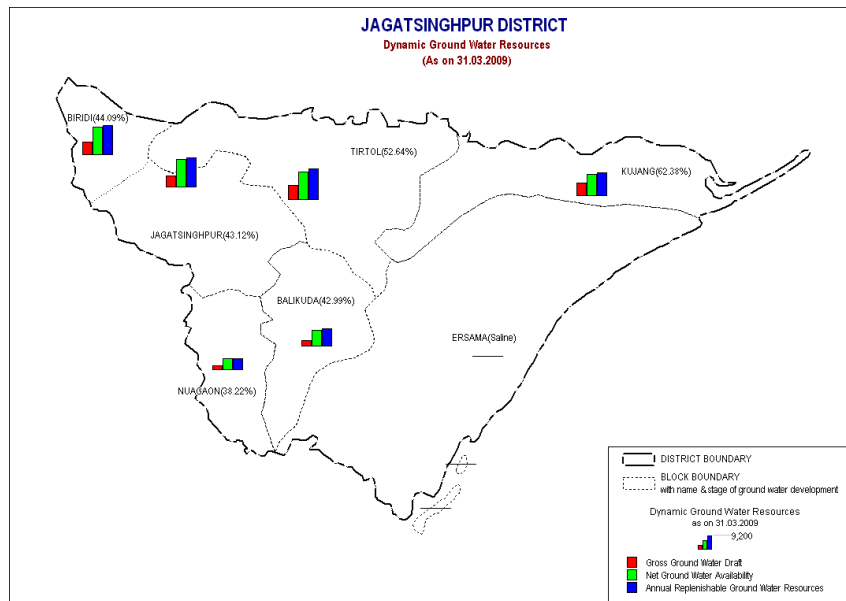 JAGATSINGHPUR DISTRICT
Dynamic Ground Water Resources
(As on 31.03.2009)
BIRIDI(44.09%)
TIRTOL(52.64%)
KUJANG(62.38%)
JAGATSINGHPUR(43.12%)
BALIKUDA(42.99%)
ERSAMA(Saline)
NUAGAON(38.22%)
DISTRICT BOUNDARY
BLOCK BOUNDARY
with name & stage of ground water development
Dynamic Ground Water Resources
as on 31.03.2009
9,200
Gross Ground Water Draft
Net Ground Water Availability
Annual Replenishable Ground Water Resources